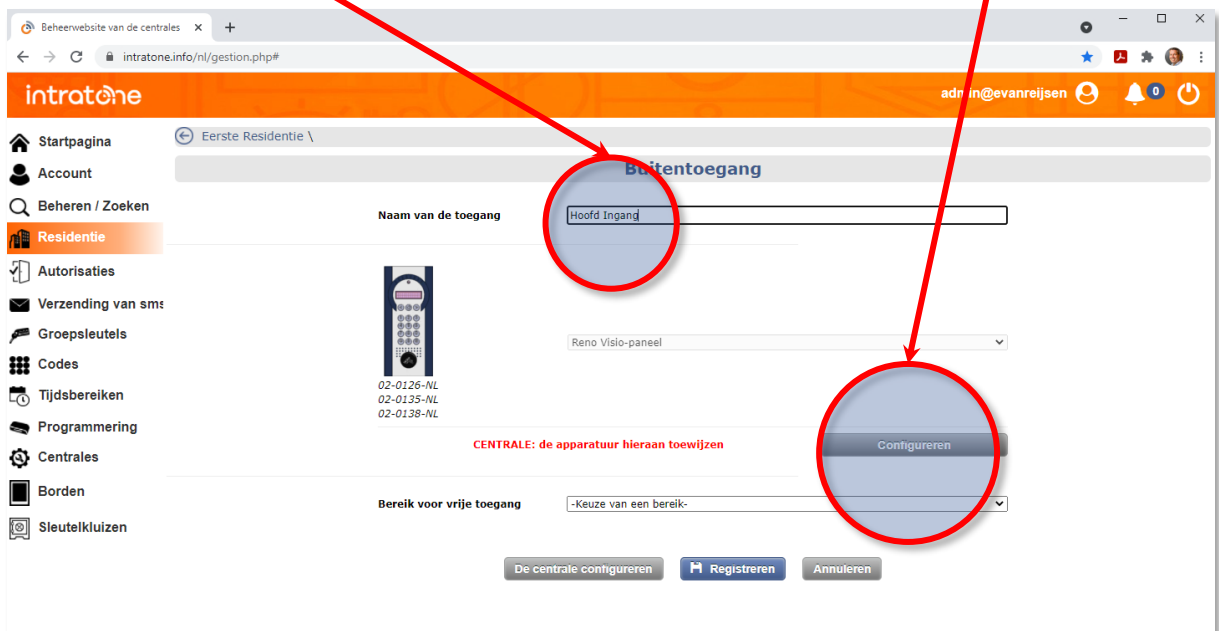 Beheerwebsite van de centrales
intratone.info/nl/gestion.php#
intratone
admin@evanreijsen
0
Startpagina
Account
Beheren / Zoeken
Residentie
Autorisaties
Verzending van sms
Groepsleutels
Codes
Tijdsbereiken
Programmering
Centrales
Borden
Sleutelkluizen
Eerste Residentie \
Buitentoegang
Naam van de toegang
Hoofd Ingang
Reno Visio-paneel
02-0126-NL
02-0135-NL
02-0138-NL
CENTRALE: de apparatuur hieraan toewijzen
Configureren
Bereik voor vrije toegang
-Keuze van een bereik-
De centrale configureren
Registreren
Annuleren